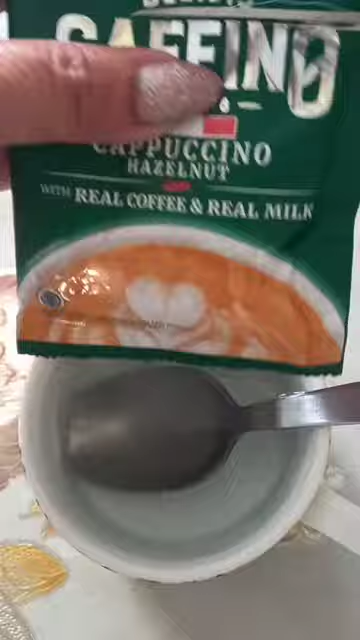 CAFFINO
CAPPUCCINO
HAZELNUT
WITH REAL COFFEE & REAL MILK